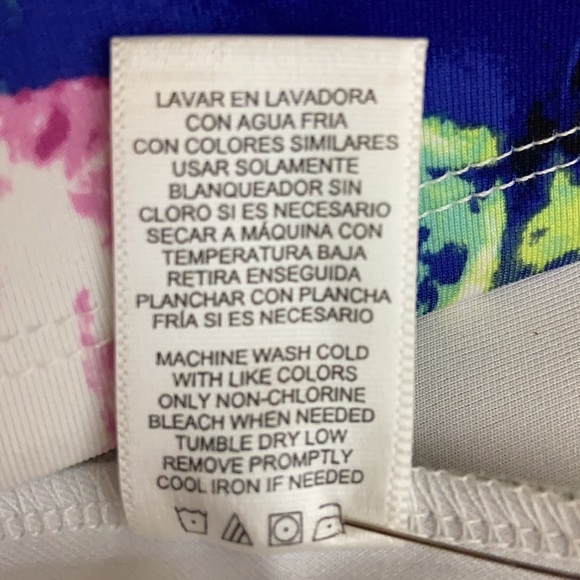 LAVAR EN LAVADORA
CON AGUA FRIA
CON COLORES SIMILARES
USAR SOLAMENTE
BLANQUEADOR SIN
CLORO SI ES NECESARIO
SECAR A MÁQUINA CON
TEMPERATURA BAJA
RETIRA ENSEGUIDA
PLANCHAR CON PLANCHA
FRÍA SI ES NECESARIO
MACHINE WASH COLD
WITH LIKE COLORS
ONLY NON-CHLORINE
BLEACH WHEN NEEDED
TUMBLE DRY LOW
REMOVE PROMPTLY
COOL IRON IF NEEDED